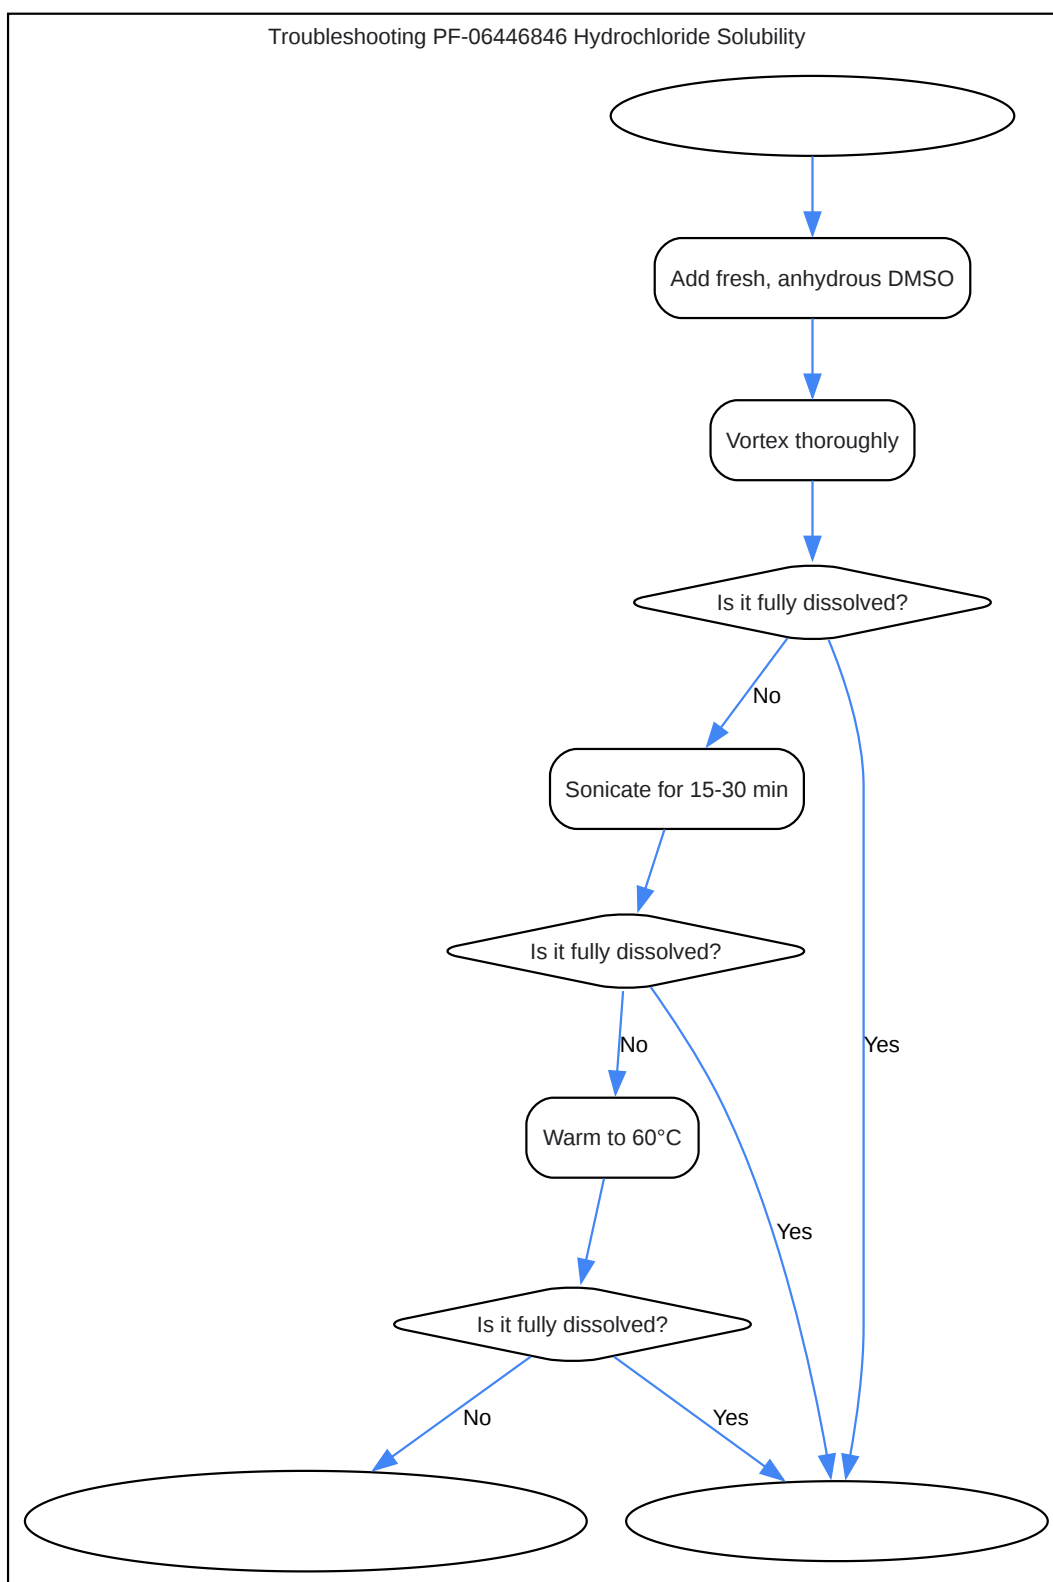 Troubleshooting PF-06446846 Hydrochloride Solubility
Add fresh, anhydrous DMSO
Vortex thoroughly
Is it fully dissolved?
No
Sonicate for 15-30 min
Is it fully dissolved?
No
Yes
Warm to 60°C
Yes
Is it fully dissolved?
No
Yes